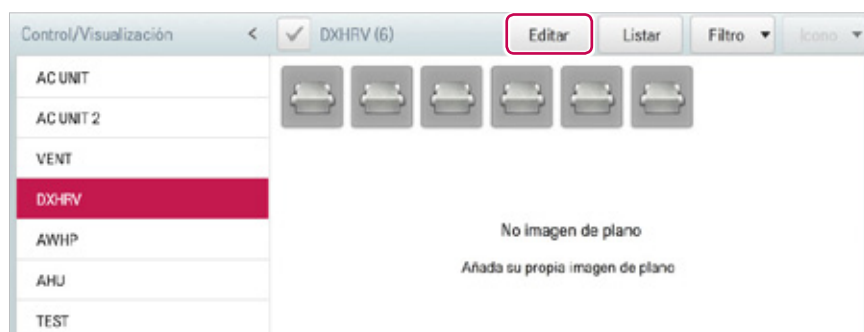 Control/Visualización < DXHRV (6) Editar Listar Filtro Icono
AC UNIT
AC UNIT 2
VENT
DXHRV
AWHP
AHU
TEST
No imagen de plano
Añada su propia imagen de plano